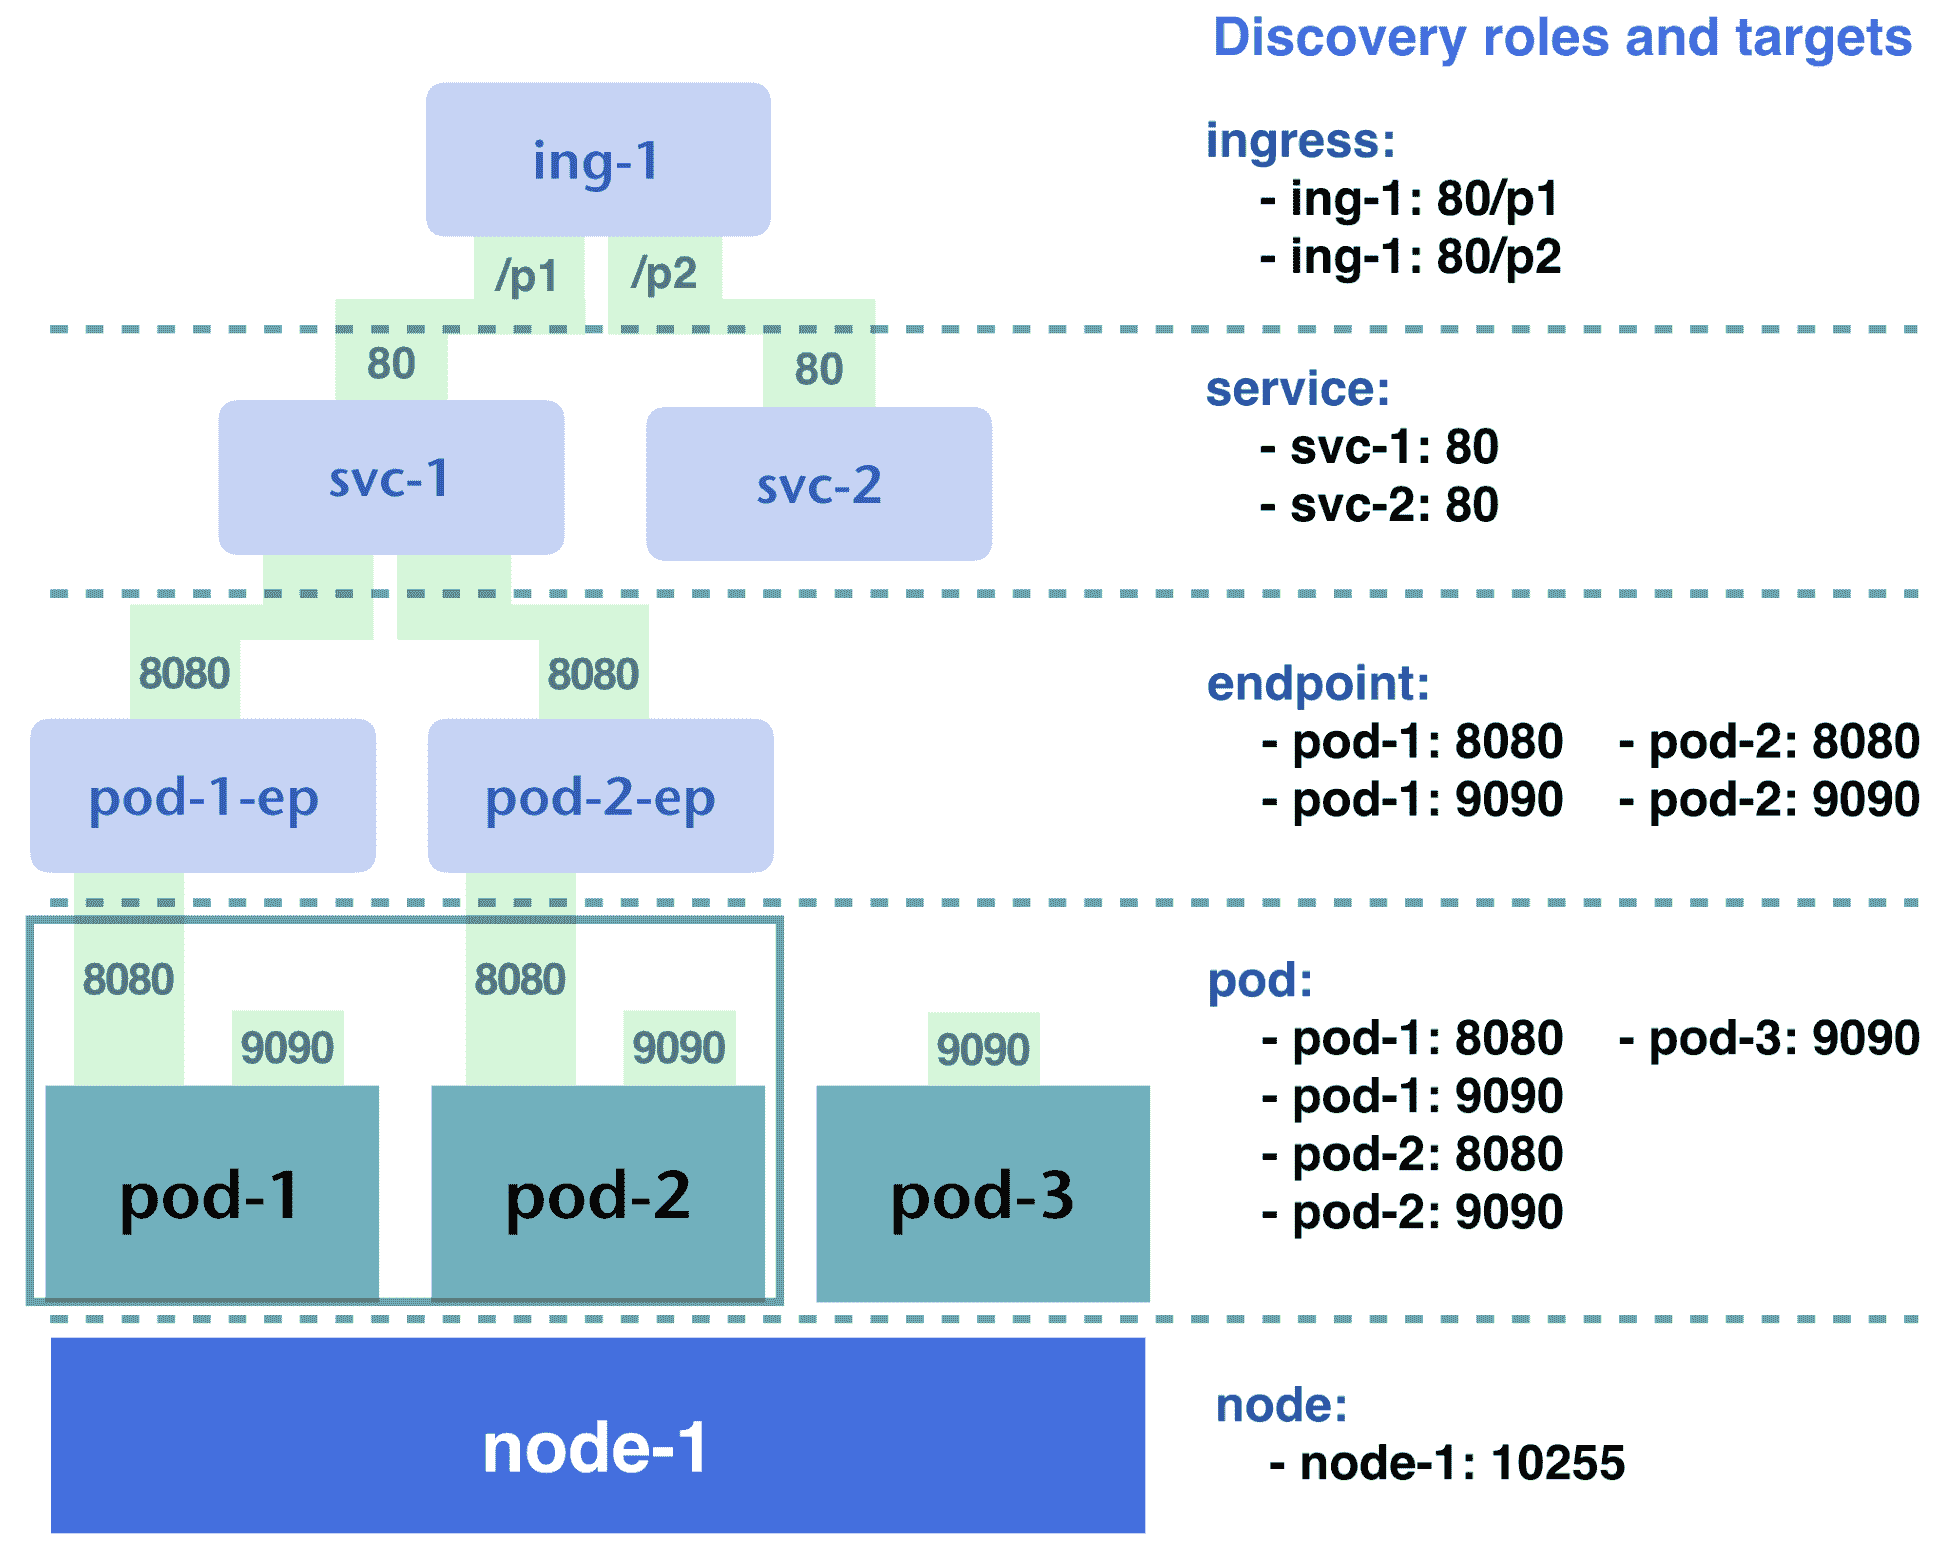 Discovery roles and targets
ing-1
/p1 /p2
80 80
svc-1 svc-2
8080 8080
pod-1-ep pod-2-ep
8080 8080
9090 9090 9090
pod-1 pod-2 pod-3
node-1
ingress:
- ing-1: 80/p1
- ing-1: 80/p2
service:
- svc-1: 80
- svc-2: 80
endpoint:
- pod-1: 8080 - pod-2: 8080
- pod-1: 9090 - pod-2: 9090
pod:
- pod-1: 8080 - pod-3: 9090
- pod-1: 9090
- pod-2: 8080
- pod-2: 9090
node:
- node-1: 10255